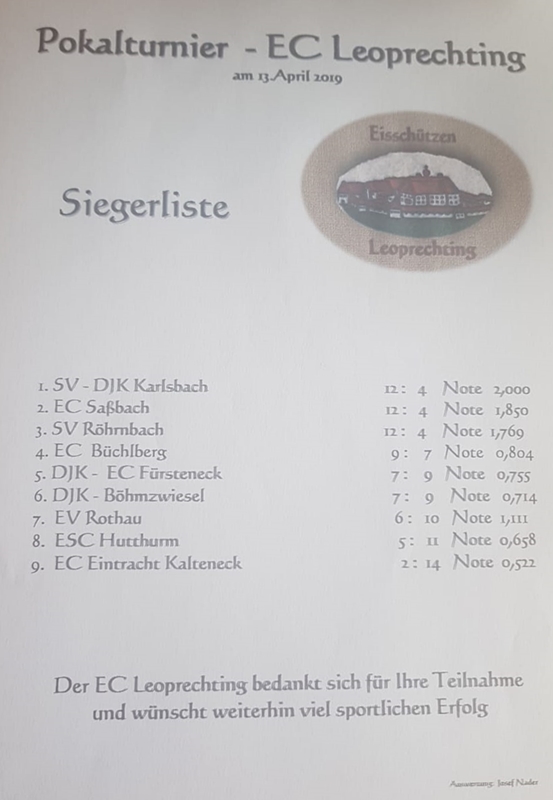 Pokalturnier - EC Leoprechting
am 13.April 2019
Eisschützen
Leoprechting
Siegerliste
1. SV - DJK Karlsbach 12 : 4 Note 2,000
2. EC Saßbach 12 : 4 Note 1,850
3. SV Röhrnbach 12 : 4 Note 1,769
4. EC Büchlberg 9 : 7 Note 0,804
5. DJK - EC Fürsteneck 7 : 9 Note 0,755
6. DJK - Böhmzwiesel 7 : 9 Note 0,714
7. EV Rothau 6 : 10 Note 1,111
8. ESC Hutthurm 5 : 11 Note 0,658
9. EC Eintracht Kalteneck 2 : 14 Note 0,522
Der EC Leoprechting bedankt sich für Ihre Teilnahme
und wünscht weiterhin viel sportlichen Erfolg
Auswertung: Josef Nader